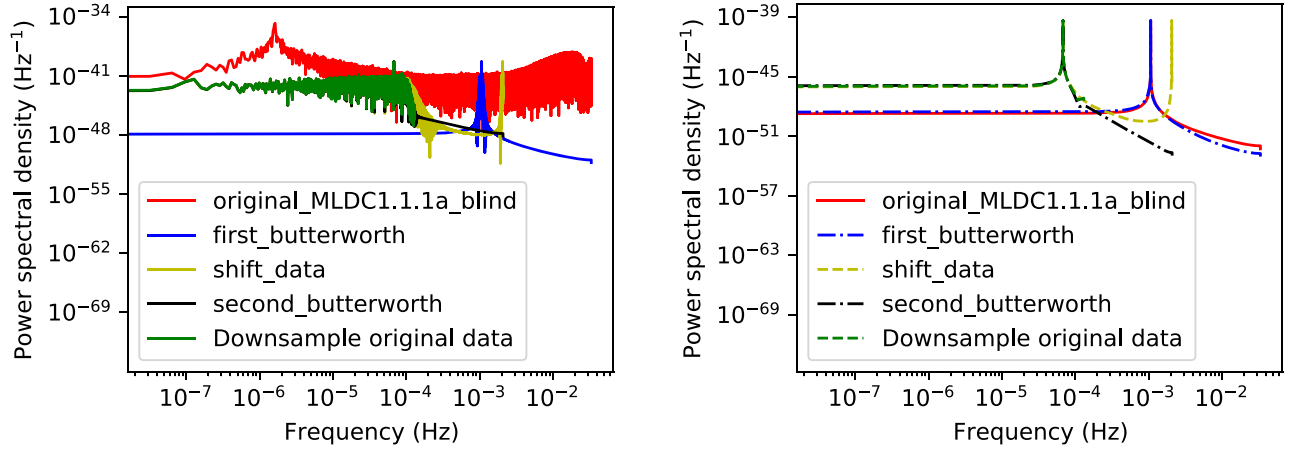 Power spectral density (Hz⁻¹)
10⁻³⁴
10⁻⁴¹
10⁻⁴⁸
10⁻⁵⁵
10⁻⁶²
10⁻⁶⁹
original_MLDC1.1.1a_blind
first_butterworth
shift_data
second_butterworth
Downsample original data
10⁻⁷ 10⁻⁶ 10⁻⁵ 10⁻⁴ 10⁻³ 10⁻²
Frequency (Hz)
Power spectral density (Hz⁻¹)
10⁻³⁹
10⁻⁴⁵
10⁻⁵¹
10⁻⁵⁷
10⁻⁶³
10⁻⁶⁹
original_MLDC1.1.1a_blind
first_butterworth
shift_data
second_butterworth
Downsample original data
10⁻⁷ 10⁻⁶ 10⁻⁵ 10⁻⁴ 10⁻³ 10⁻²
Frequency (Hz)